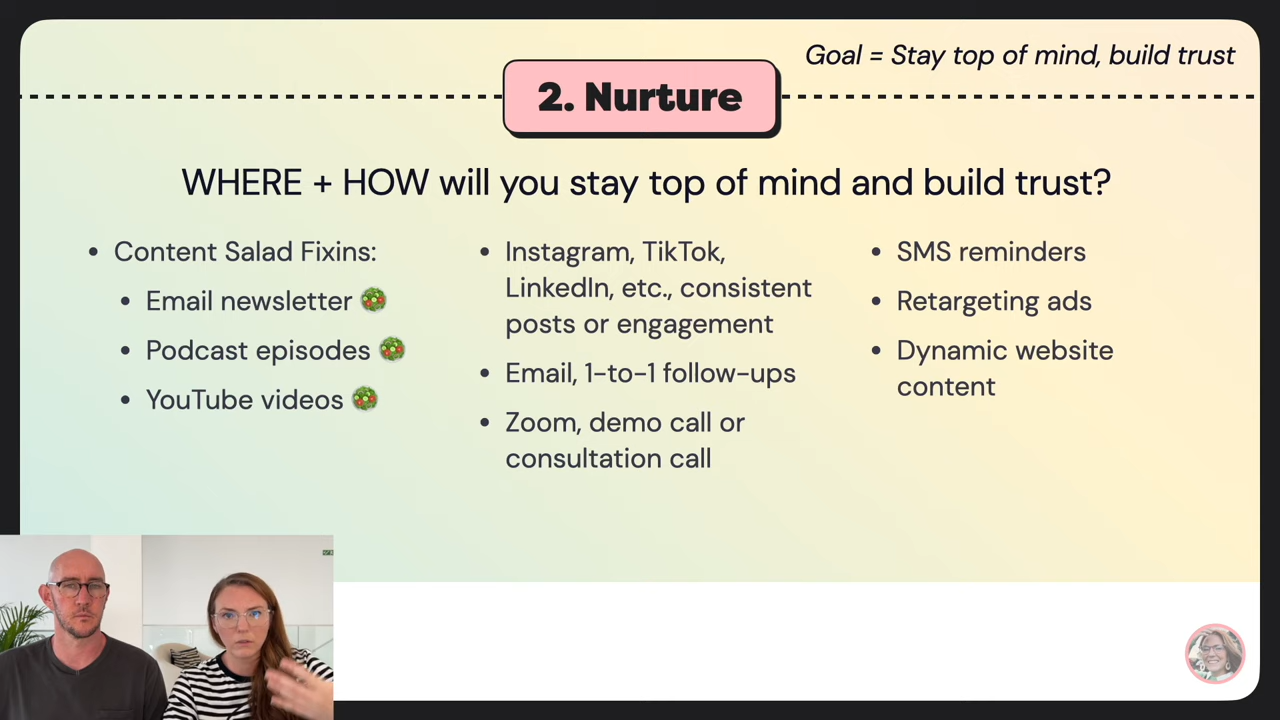 Goal = Stay top of mind, build trust
2. Nurture
WHERE + HOW will you stay top of mind and build trust?
• Content Salad Fixins:
• Email newsletter 🥗
• Podcast episodes 🥗
• YouTube videos 🥗
• Instagram, TikTok,
LinkedIn, etc., consistent
posts or engagement
• Email, 1-to-1 follow-ups
• Zoom, demo call or
consultation call
• SMS reminders
• Retargeting ads
• Dynamic website
content